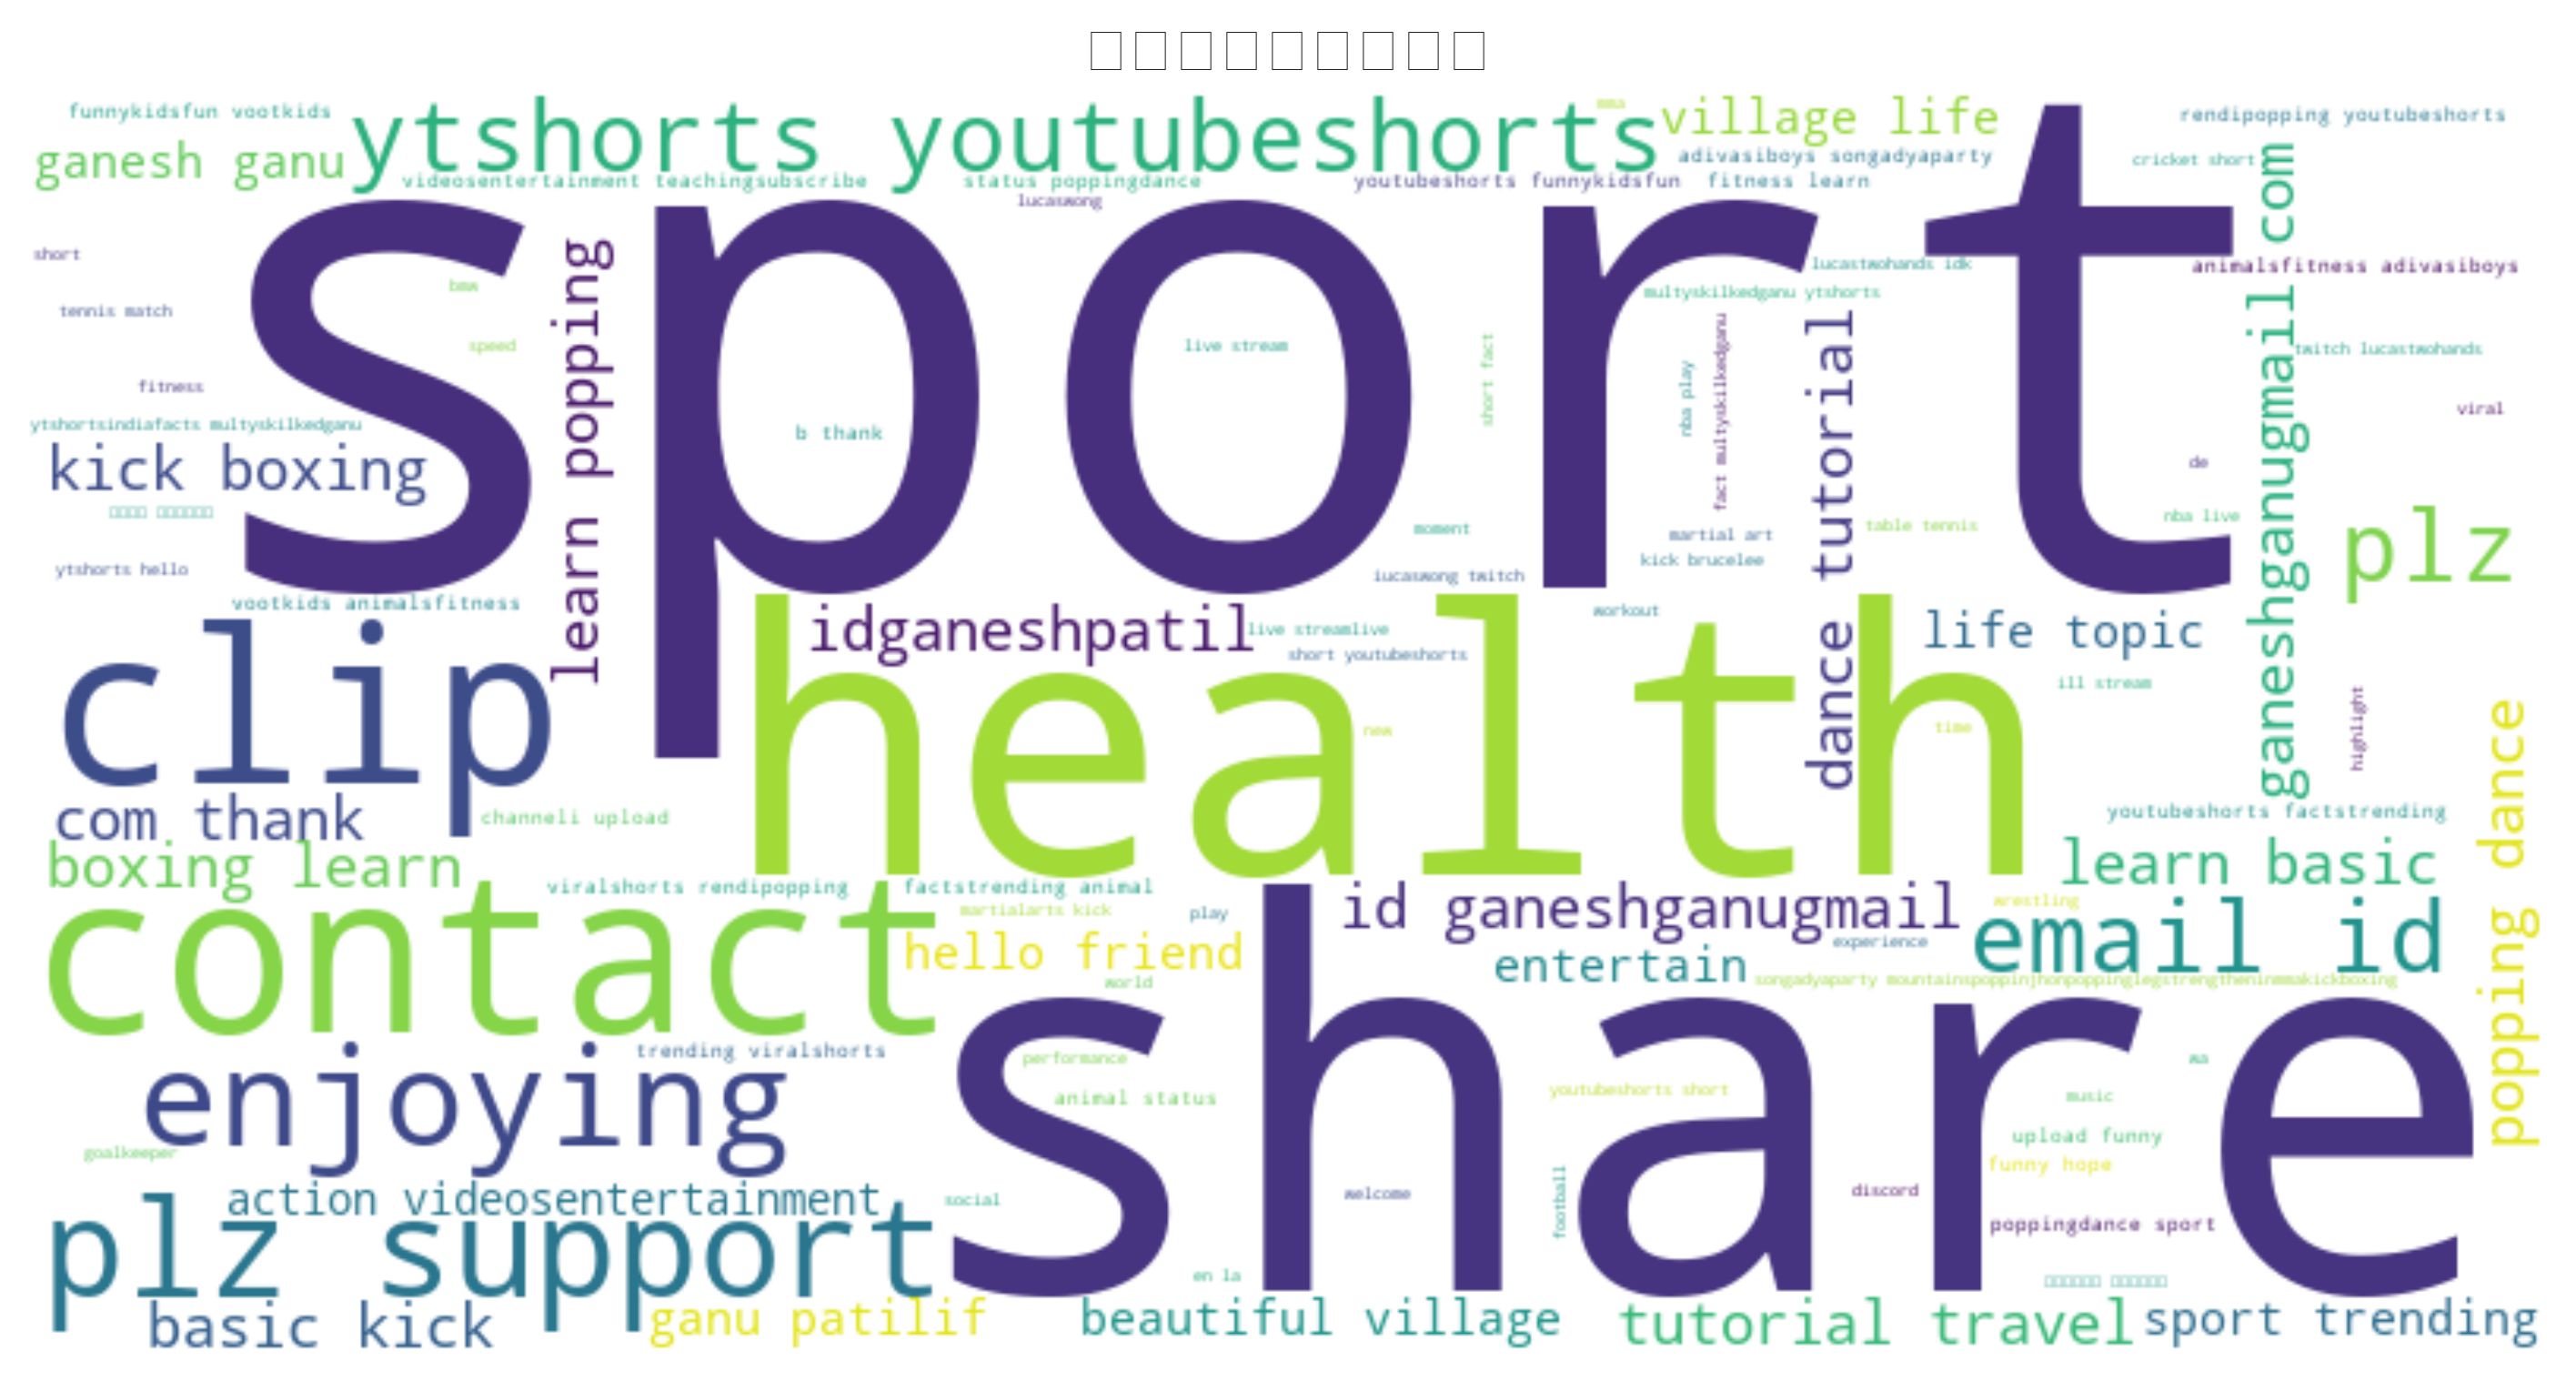 funnykidsfun vootkids
ytshorts youtubeshorts
mma
village life
rendipopping youtubeshorts
ganesh ganu
adivasiboys songadyaparty
cricket short
videosentertainment teachingsubscribe
status poppingdance
youtubeshorts funnykidsfun
fitness learn
lucaswong
sport
short
learn popping
lucastwohands idk
animalsfitness adivasiboys
bmw
multyskilkedganu ytshorts
ganeshganugmail com
tennis match
speed
live stream
short fact
nba play
fact multyskilkedganu
dance tutorial
twitch lucastwohands
fitness
viral
ytshortsindiafacts multyskilkedganu
b thank
kick boxing
de
moment
martial art
table tennis
nba live
plz
ytshorts hello
kick brucelee
vootkids animalsfitness
workout
clip
idganeshpatil
live streamlive
life topic
short youtubeshorts
health
ill stream
highlight
new
time
com thank
channeli upload
youtubeshorts factstrending
popping dance
boxing learn
learn basic
viralshorts rendipopping
factstrending animal
contact
martialarts kick
play
id ganeshganugmail
wrestling
email id
hello friend
entertain
experience
world
songadyaparty mountainspoppinjhonpoppinglegstrengtheninmmakickboxing
share
enjoying
trending viralshorts
performance
wa
animal status
youtubeshorts short
music
goalkeeper
upload funny
funny hope
action videosentertainment
social
welcome
football
discord
plz support
poppingdance sport
en la
basic kick
ganu patilif
beautiful village
tutorial travel
sport trending